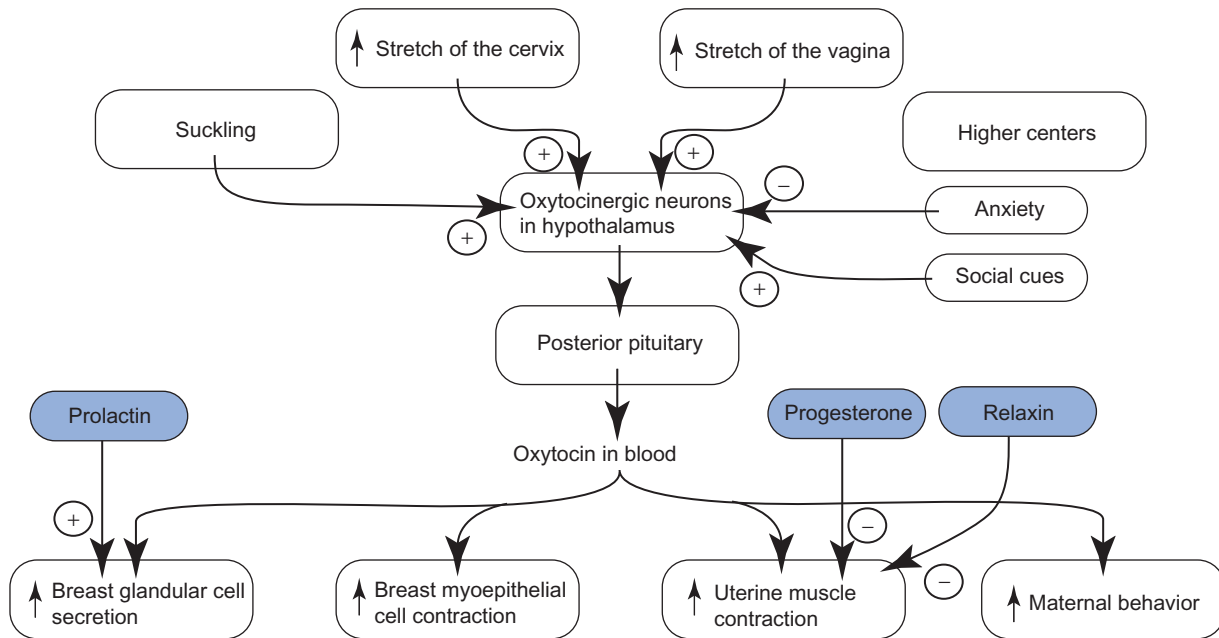 Stretch of the cervix
Stretch of the vagina
Suckling
Higher centers
+
+
−
Oxytocinergic neurons
in hypothalamus
Anxiety
+
+
Social cues
Posterior pituitary
Prolactin
Progesterone
Relaxin
Oxytocin in blood
+
−
−
Breast glandular cell
secretion
Breast myoepithelial
cell contraction
Uterine muscle
contraction
Maternal behavior